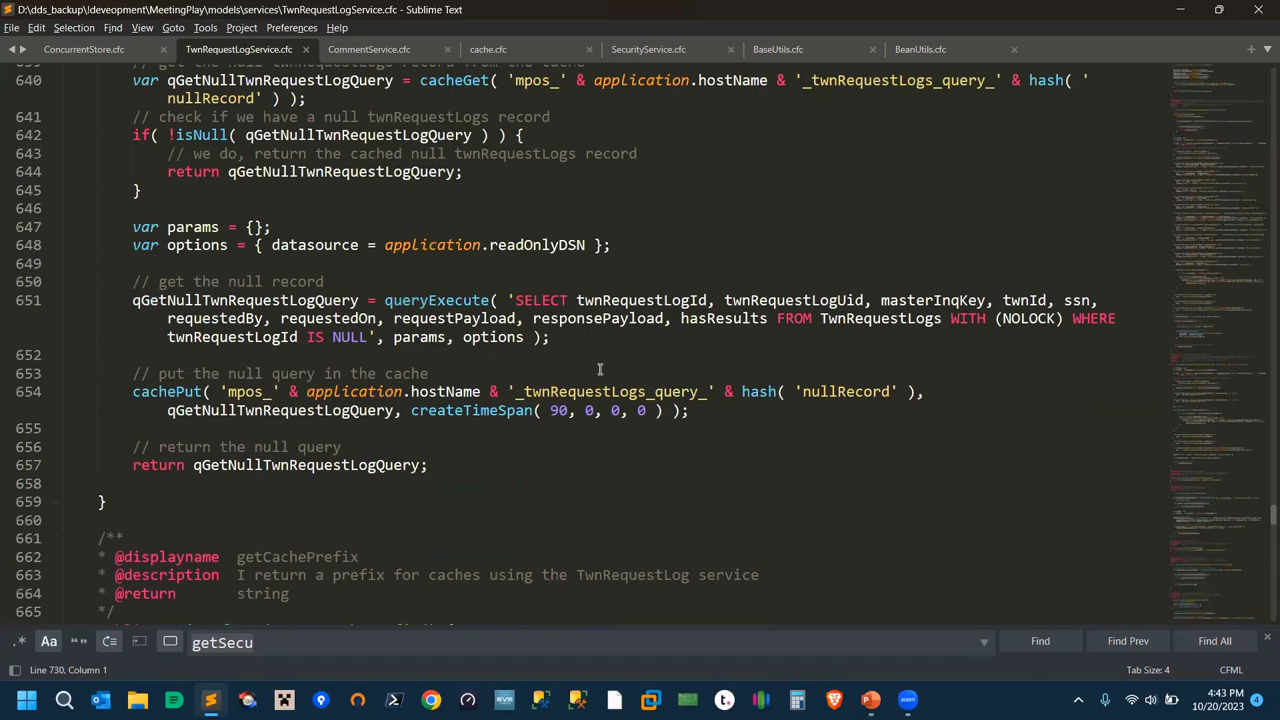 D:\dds_backup\!deveopment\MeetingPlay\models\services\TwnRequestLogService.cfc - Sublime Text
File Edit Selection Find View Goto Tools Project Preferences Help
ConcurrentStore.cfc × TwnRequestLogService.cfc × CommentService.cfc × cache.cfc × SecurityService.cfc × BaseUtils.cfc × BeanUtils.cfc ×
640 var qGetNullTwnRequestLogQuery = cacheGet( 'mpos_' & application.hostName & '_twnRequestLogs_query_' & hash( '
nullRecord' ) );
641 // check if we have a null twnRequestLog record
642 if( !isNull( qGetNullTwnRequestLogQuery ) ) {
643 // we do, return the cached null twnRequestLogs record
644 return qGetNullTwnRequestLogQuery;
645 }
646
647 var params = {};
648 var options = { datasource = application.readOnlyDSN };
649
650 // get the null record
651 qGetNullTwnRequestLogQuery = queryExecute( 'SELECT twnRequestLogId, twnRequestLogUid, masterReqKey, twnId, ssn,
requestedBy, requestedOn, requestPayload, responsePayload, hasResult FROM TwnRequestLog WITH (NOLOCK) WHERE
twnRequestLogId IS NULL', params, options );
652
653 // put the null query in the cache
654 cachePut( 'mpos_' & application.hostName & '_twnRequestLogs_query_' & hash( 'nullRecord' ),
qGetNullTwnRequestLogQuery, createTimeSpan( 90, 0, 0, 0 ) );
655
656 // return the null query
657 return qGetNullTwnRequestLogQuery;
658
659 }
660
661 /**
662 * @displayname getCachePrefix
663 * @description I return a prefix for cache using the twnRequestLog service
664 * @return string
665 */
.* Aa “” getSecu Find Find Prev Find All ×
Line 730, Column 1 Tab Size: 4 CFML
4:43 PM
10/20/2023 4